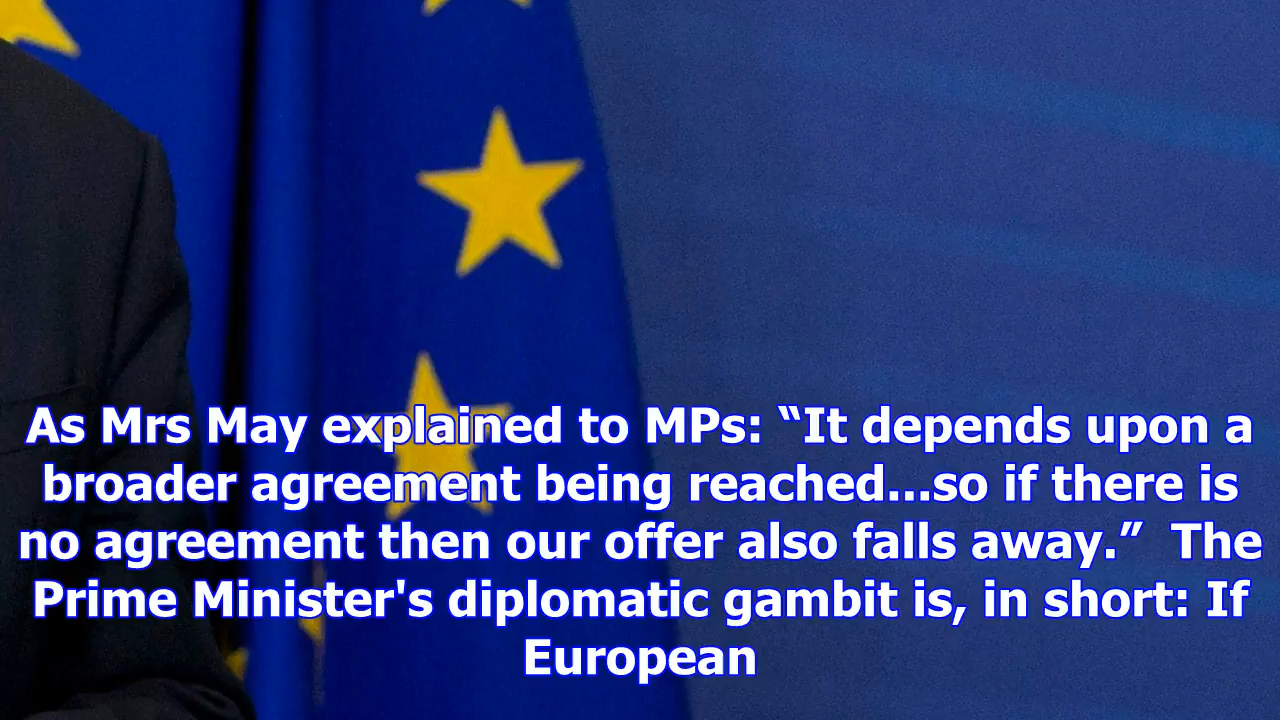 As Mrs May explained to MPs: “It depends upon a
broader agreement being reached...so if there is
no agreement then our offer also falls away.”  The
Prime Minister's diplomatic gambit is, in short: If
European